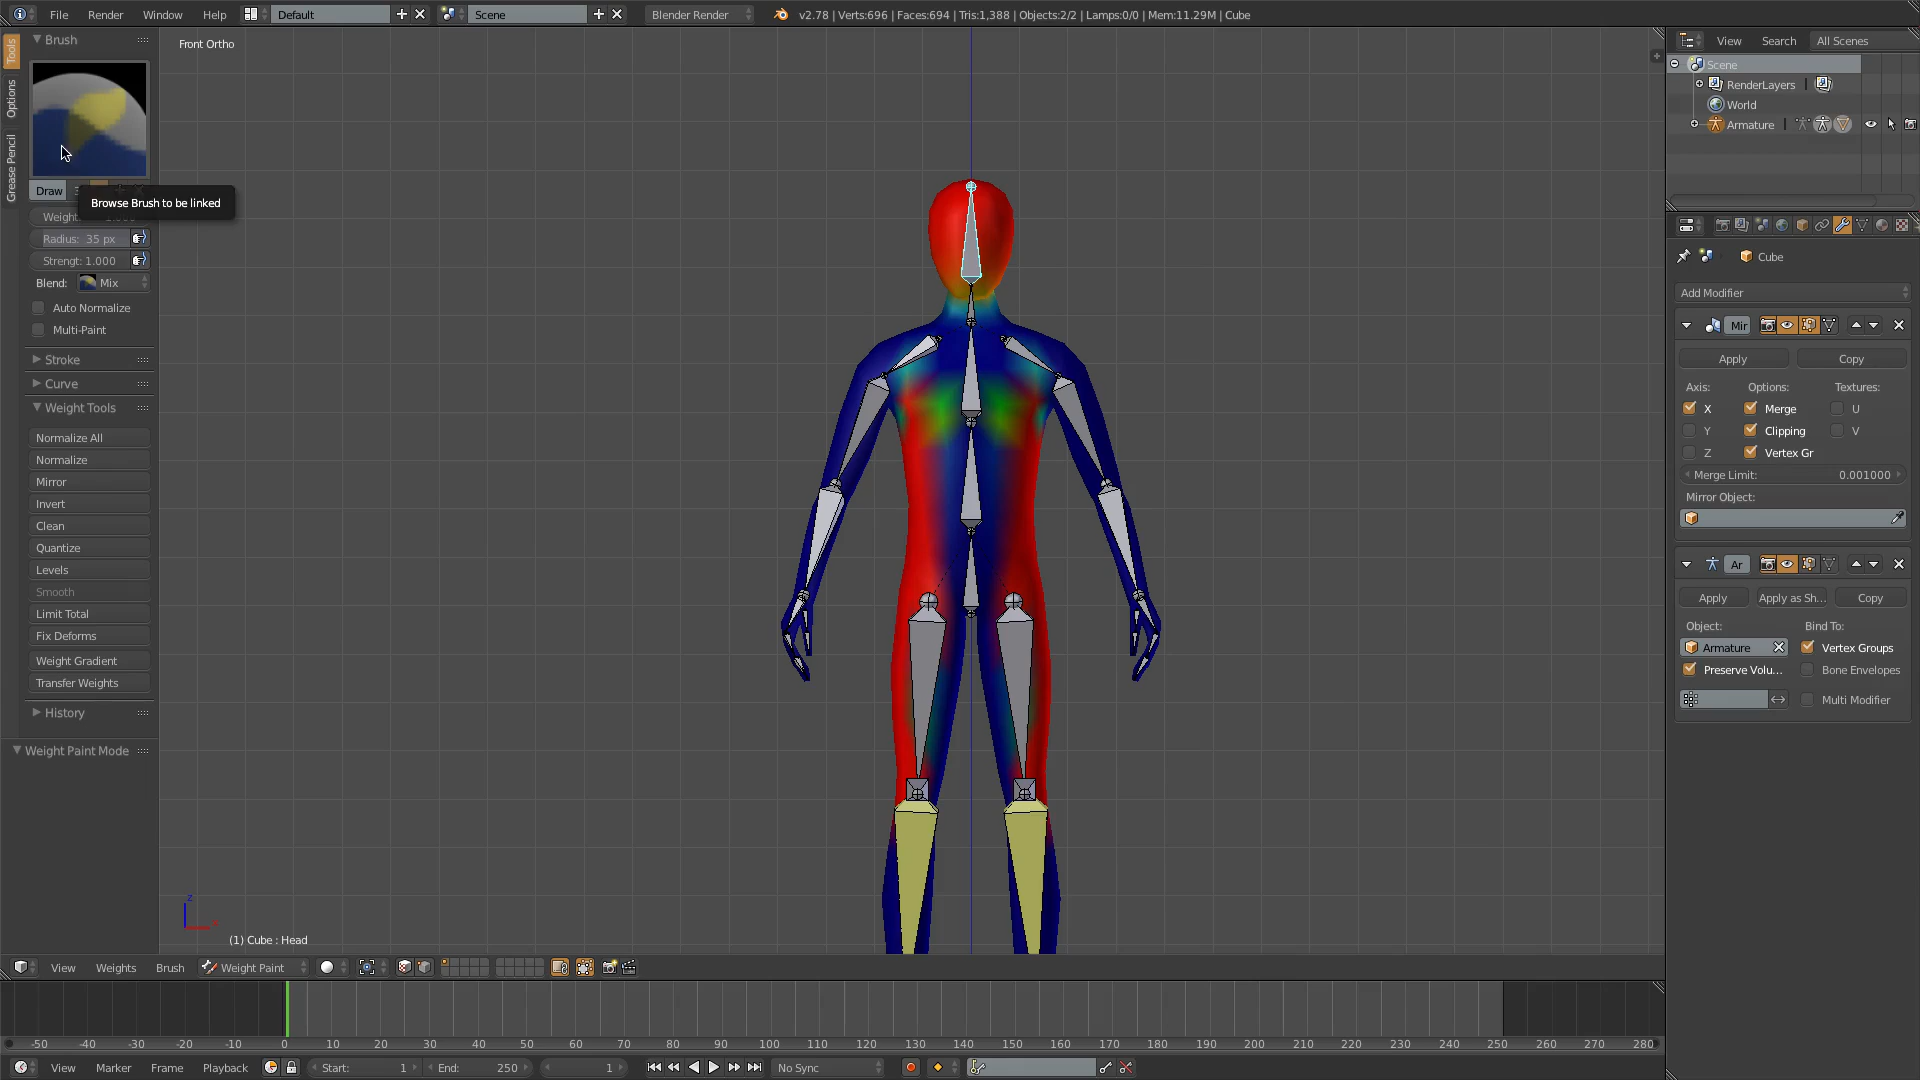 File Render Window Help Default Scene Blender Render v2.78 | Verts:696 | Faces:694 | Tris:1,388 | Objects:2/2 | Lamps:0/0 | Mem:11.29M | Cube
Tools
Options
Grease Pencil
Brush
Draw
Browse Brush to be linked
Weight:
Radius: 35 px
Strengt: 1.000
Blend: Mix
Auto Normalize
Multi-Paint
Stroke
Curve
Weight Tools
Normalize All
Normalize
Mirror
Invert
Clean
Quantize
Levels
Smooth
Limit Total
Fix Deforms
Weight Gradient
Transfer Weights
History
Weight Paint Mode
Front Ortho
z
(1) Cube : Head
View Weights Brush Weight Paint
-50 -40 -30 -20 -10 0 10 20 30 40 50 60 70 80 90 100 110 120 130 140 150 160 170 180 190 200 210 220 230 240 250 260 270 280
View Marker Frame Playback Start: 1 End: 250 1 No Sync
View Search All Scenes
Scene
RenderLayers |
World
Armature |
Cube
Add Modifier
Mir
Apply Copy
Axis: Options: Textures:
X Merge U
Y Clipping V
Z Vertex Gr
Merge Limit: 0.001000
Mirror Object:
Ar
Apply Apply as Sh... Copy
Object: Bind To:
Armature Vertex Groups
Preserve Volu... Bone Envelopes
Multi Modifier